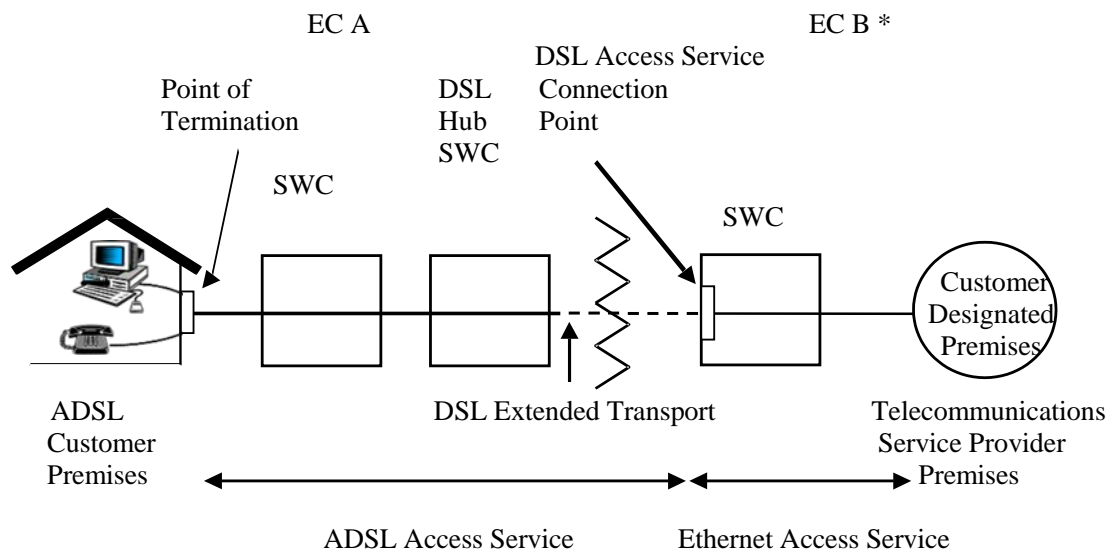 EC A
EC B *
DSL Access Service
Connection
Point
Point of
Termination
DSL
Hub
SWC
SWC
SWC
Customer
Designated
Premises
ADSL
Customer
Premises
DSL Extended Transport
Telecommunications
Service Provider
Premises
ADSL Access Service
Ethernet Access Service